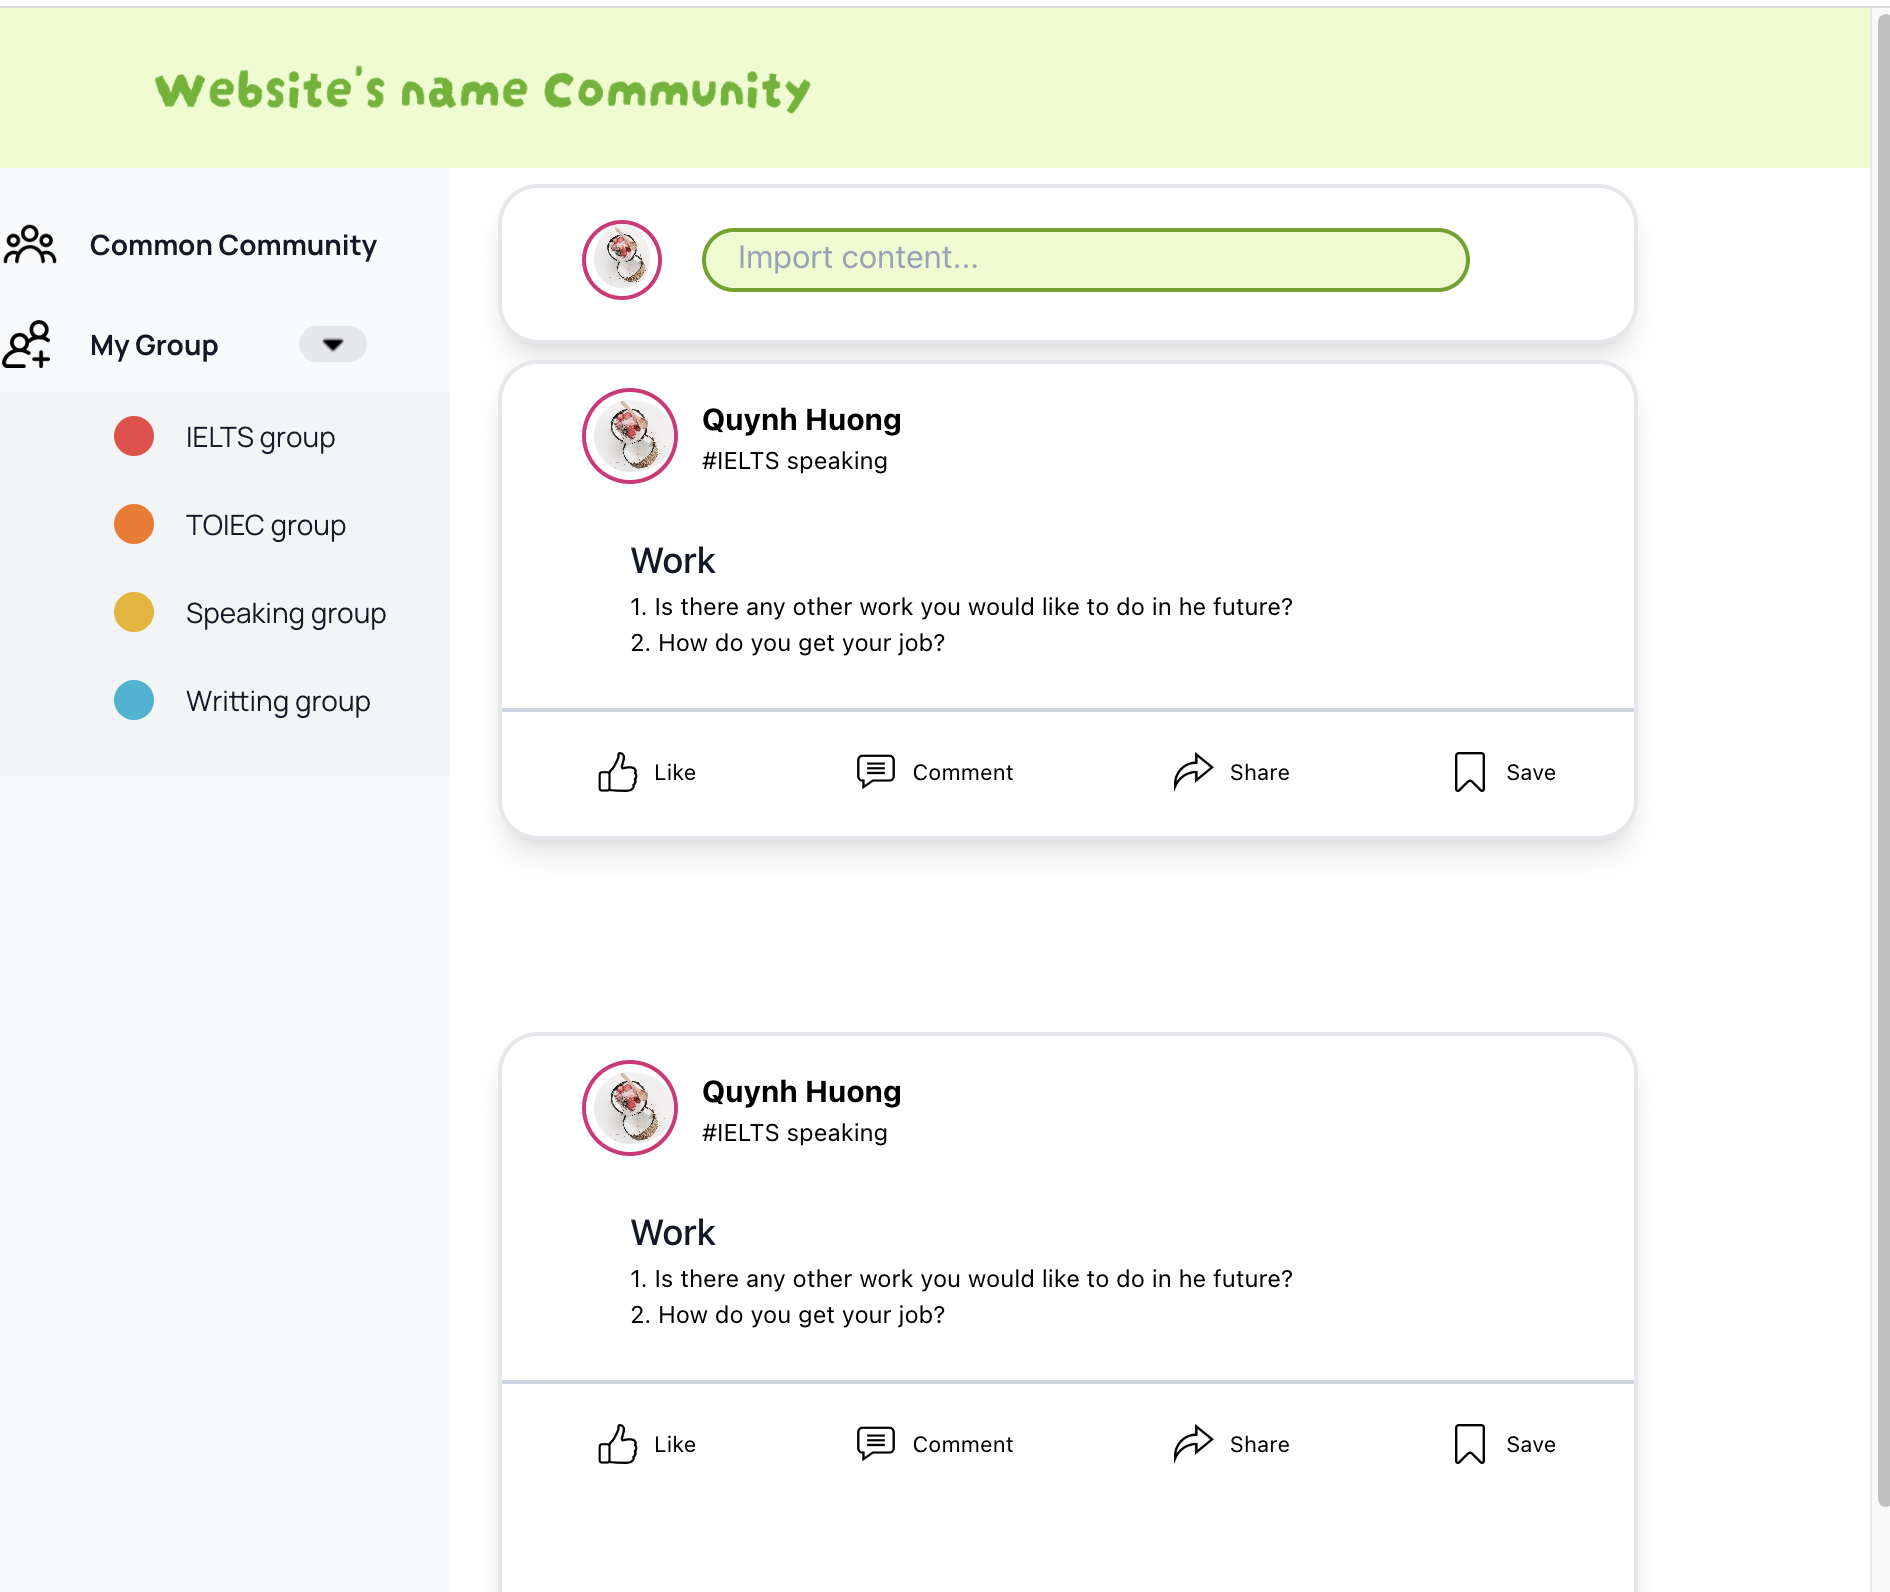 Website's name Community
Common Community
My Group
IELTS group
TOIEC group
Speaking group
Writting group
Import content...
Quynh Huong
#IELTS speaking
Work
1. Is there any other work you would like to do in he future?
2. How do you get your job?
Like
Comment
Share
Save
Quynh Huong
#IELTS speaking
Work
1. Is there any other work you would like to do in he future?
2. How do you get your job?
Like
Comment
Share
Save